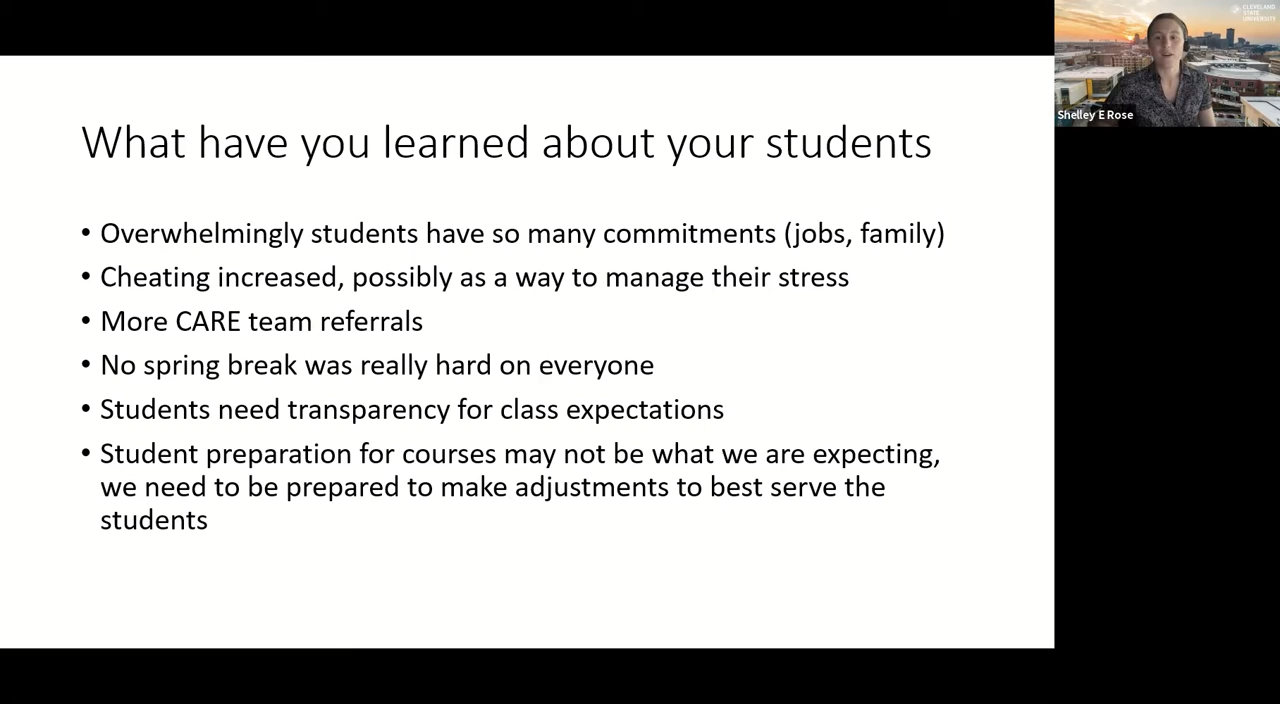 What have you learned about your students
• Overwhelmingly students have so many commitments (jobs, family)
• Cheating increased, possibly as a way to manage their stress
• More CARE team referrals
• No spring break was really hard on everyone
• Students need transparency for class expectations
• Student preparation for courses may not be what we are expecting,
we need to be prepared to make adjustments to best serve the
students
CLEVELAND
STATE
UNIVERSITY
Shelley E Rose